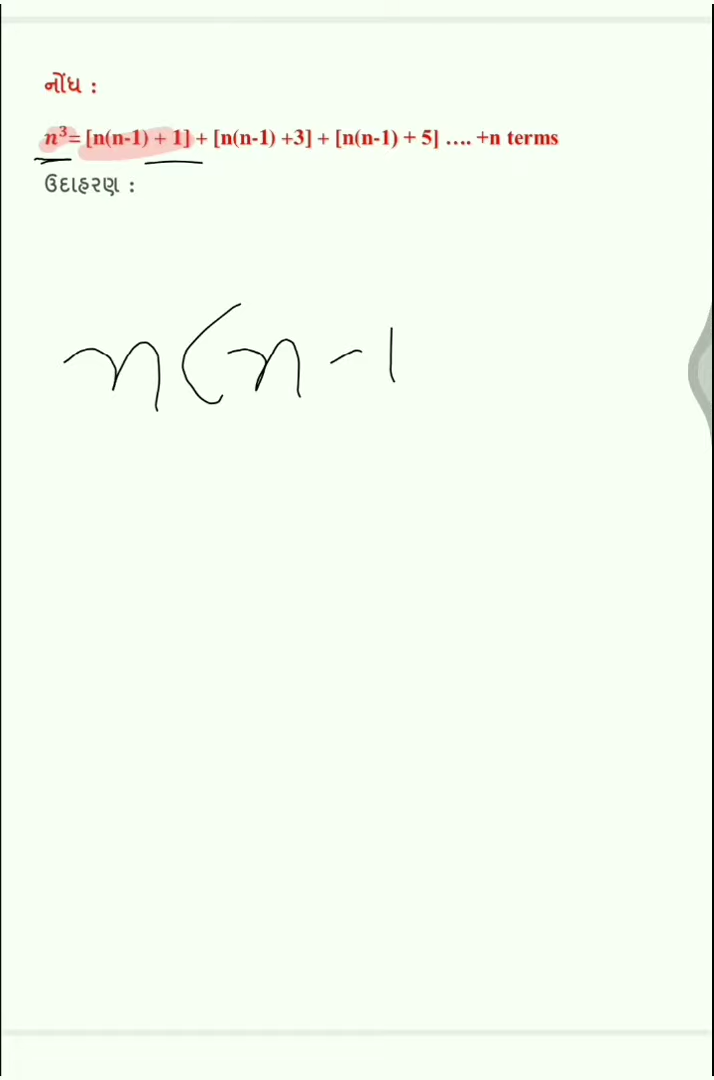 નોંધ :
n³= [n(n-1) + 1] + [n(n-1) +3] + [n(n-1) + 5] .... +n terms
ઉદાહરણ :
n(n-1